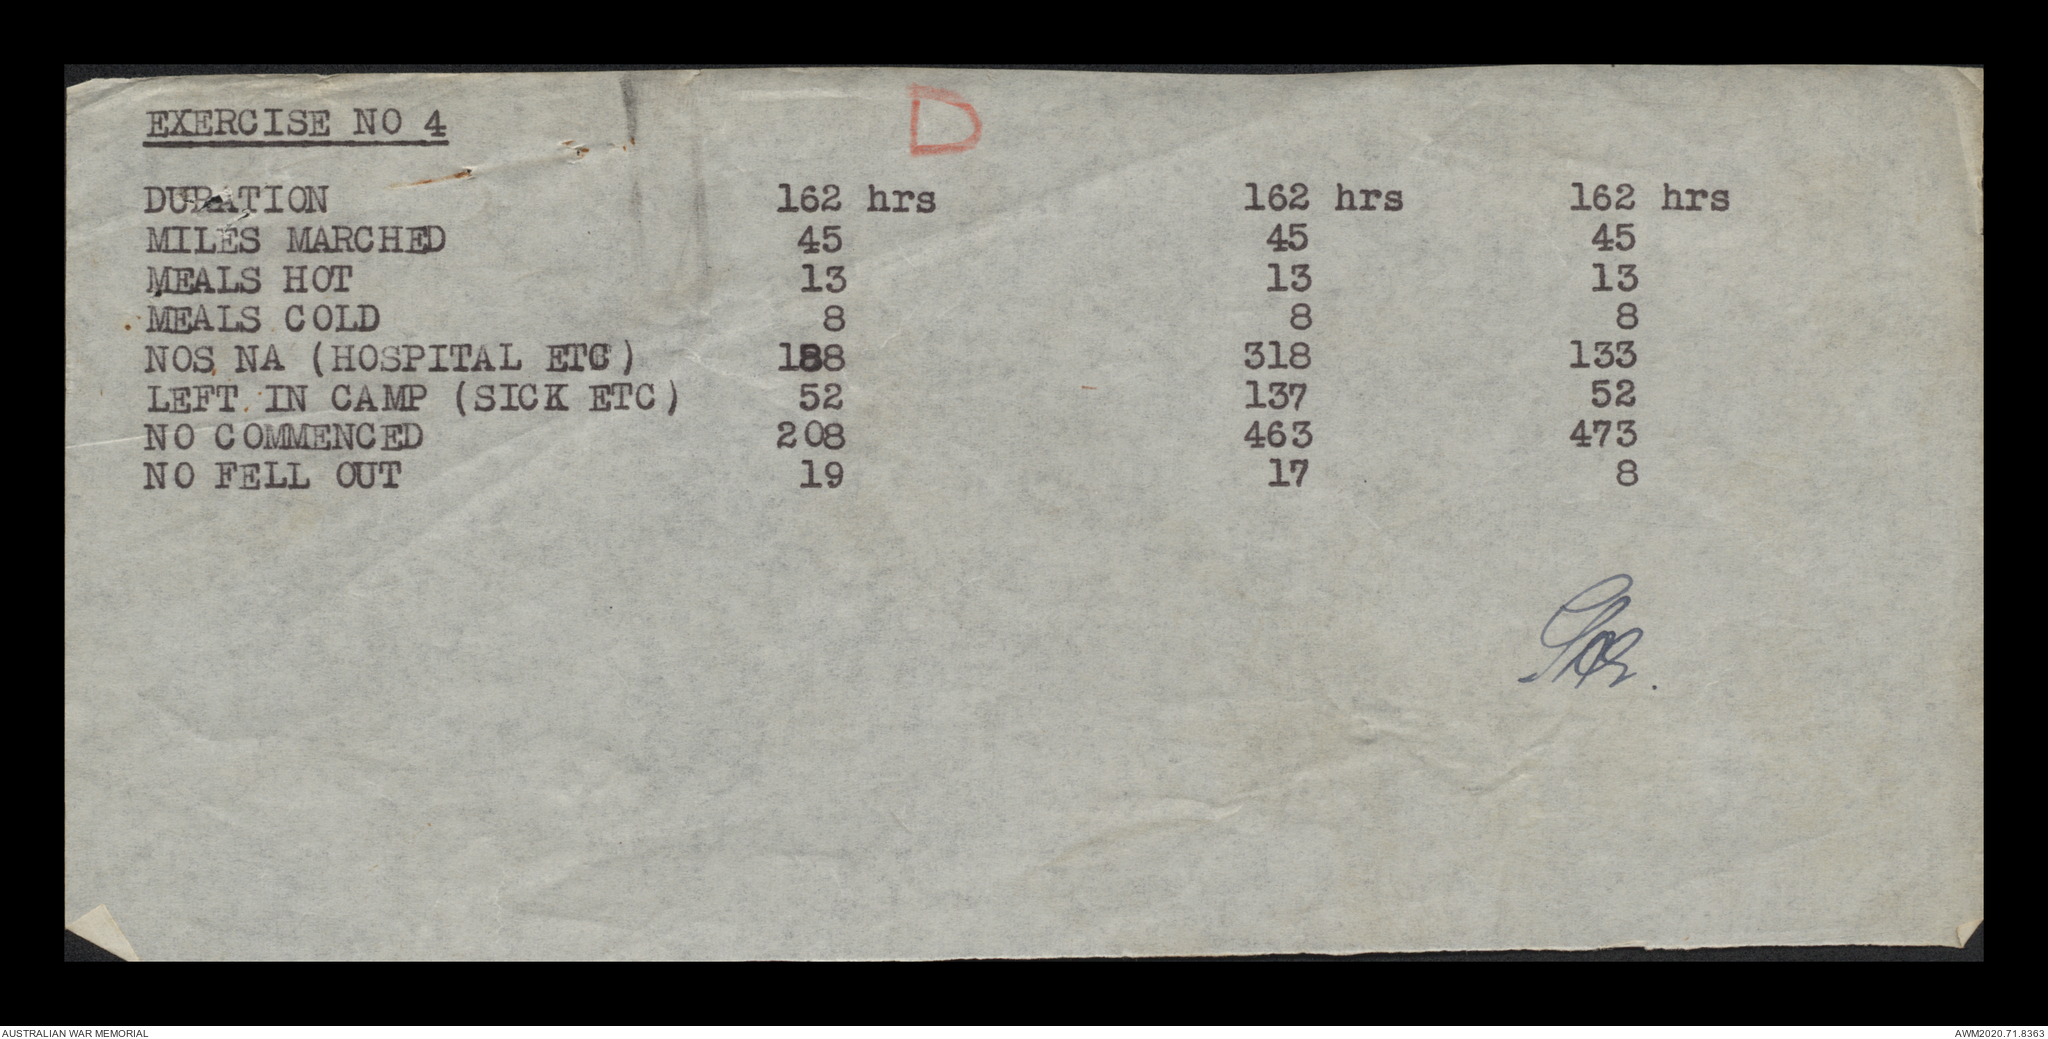 D
EXERCISE NO 4
DURATION 162 hrs 162 hrs 162 hrs
MILES MARCHED 45 45 45
MEALS HOT 13 13 13
MEALS COLD 8 8 8
NOS NA (HOSPITAL ETC) 188 318 133
LEFT IN CAMP (SICK ETC) 52 137 52
NO COMMENCED 208 463 473
NO FELL OUT 19 17 8
AUSTRALIAN WAR MEMORIAL AWM2020.71.8363